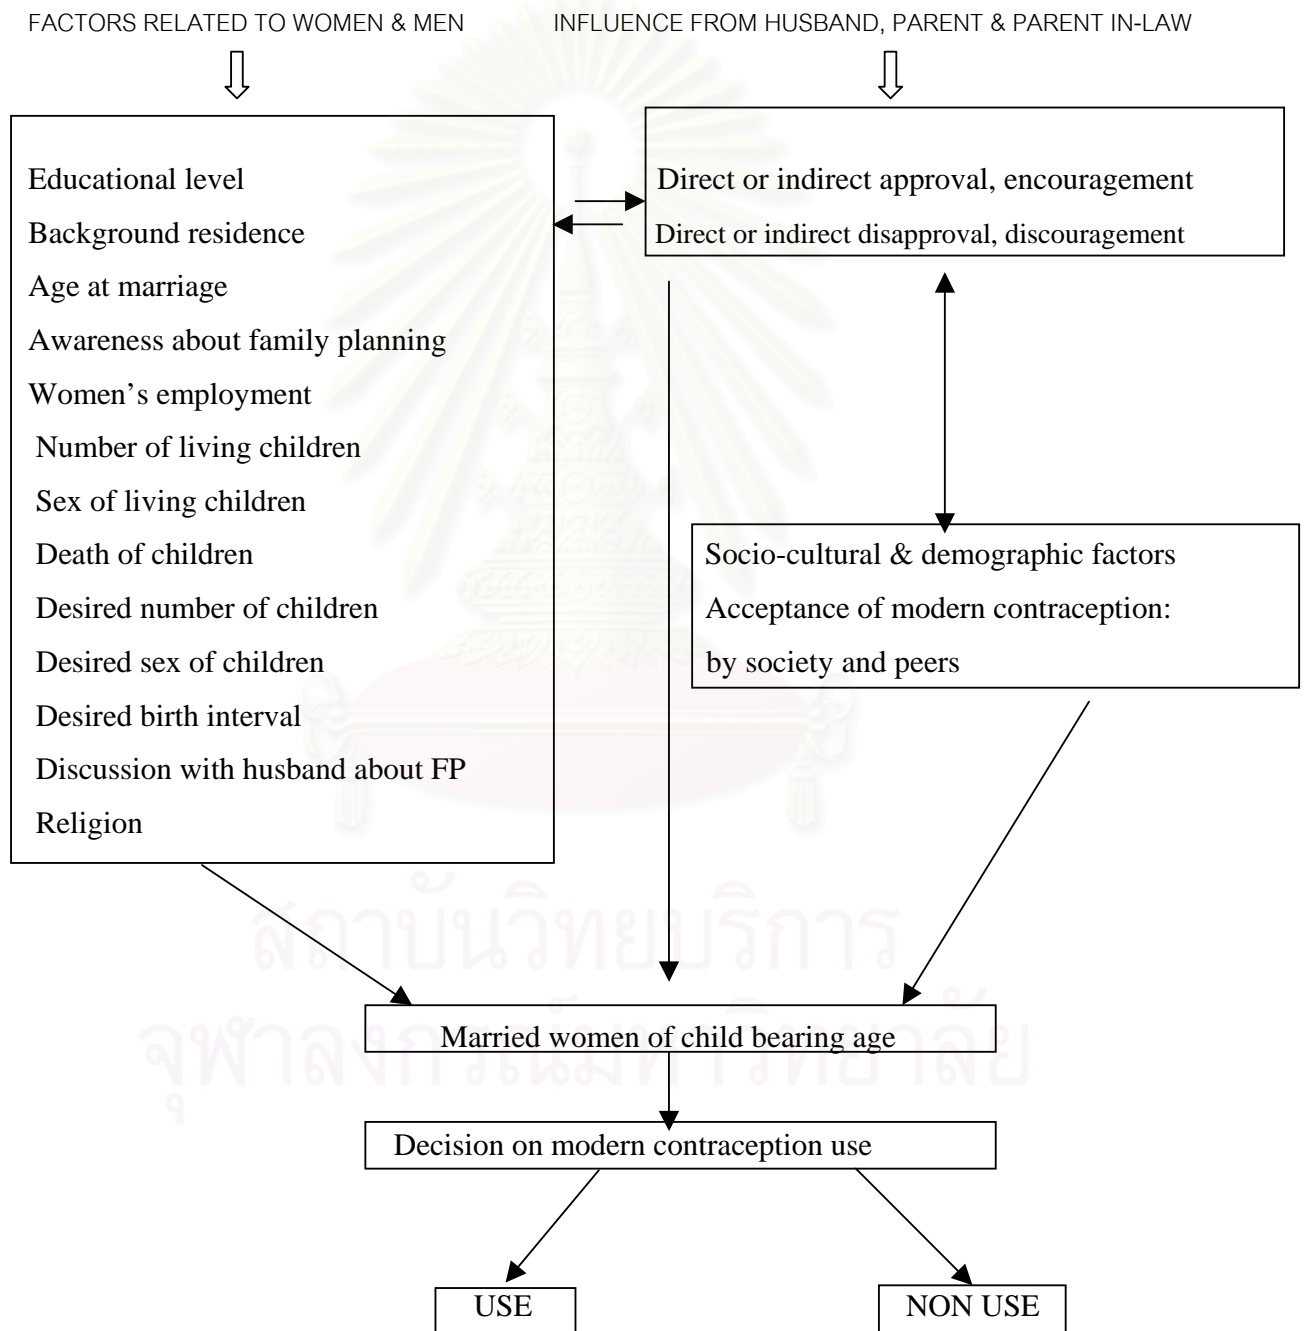 FACTORS RELATED TO WOMEN & MEN
INFLUENCE FROM HUSBAND, PARENT & PARENT IN-LAW
Educational level
Background residence
Age at marriage
Awareness about family planning
Women’s employment
Number of living children
Sex of living children
Death of children
Desired number of children
Desired sex of children
Desired birth interval
Discussion with husband about FP
Religion
Direct or indirect approval, encouragement
Direct or indirect disapproval, discouragement
Socio-cultural & demographic factors
Acceptance of modern contraception:
by society and peers
สถาบันวิทยบริการ
จุฬาลงกรณ์มหาวิทยาลัย
Married women of child bearing age
Decision on modern contraception use
USE
NON USE